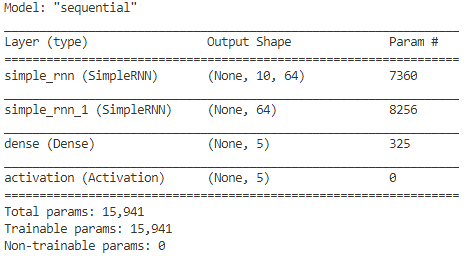 Model: "sequential"
Layer (type) Output Shape Param #
simple_rnn (SimpleRNN) (None, 10, 64) 7360
simple_rnn_1 (SimpleRNN) (None, 64) 8256
dense (Dense) (None, 5) 325
activation (Activation) (None, 5) 0
Total params: 15,941
Trainable params: 15,941
Non-trainable params: 0